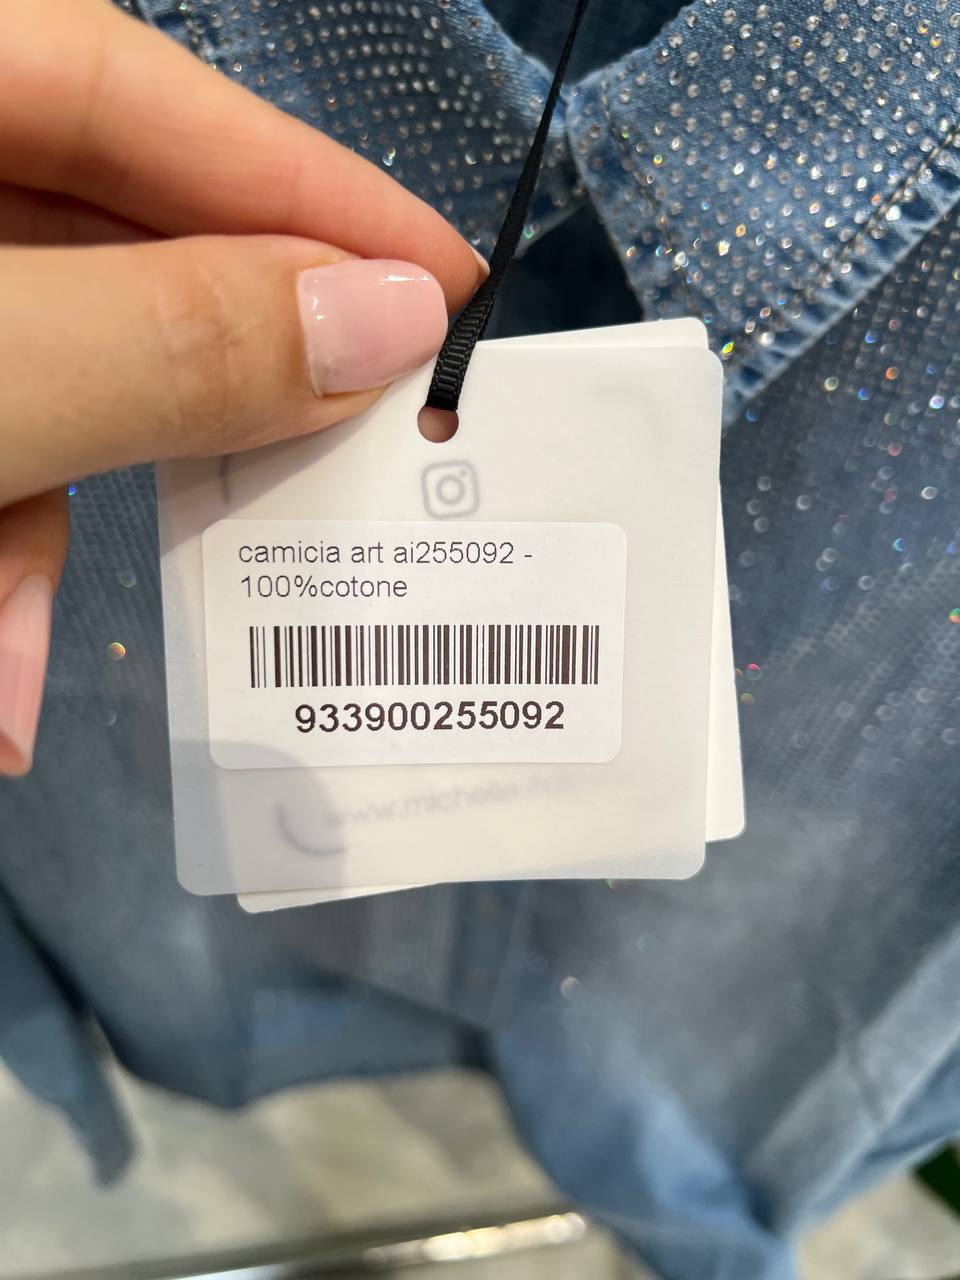 camicia art ai255092 -
100%cotone
933900255092